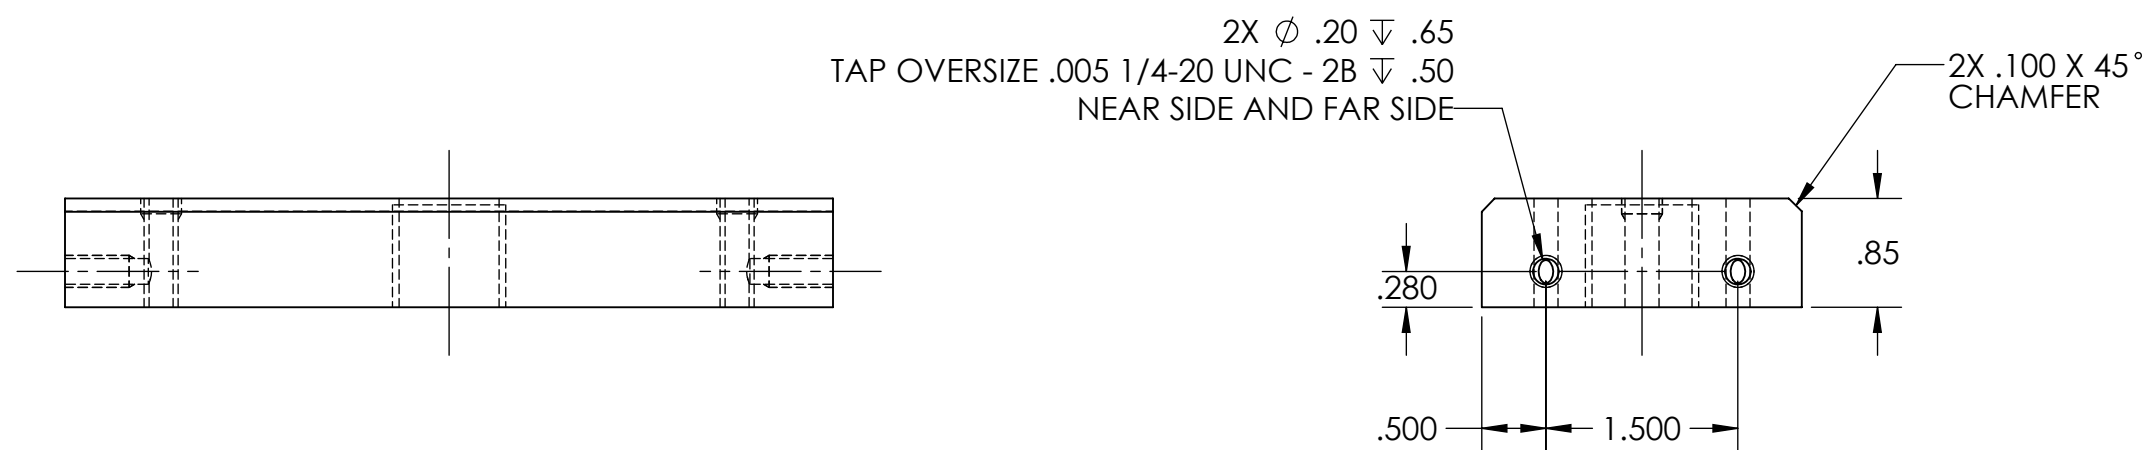 2X ⌀ .20 ↧ .65
TAP OVERSIZE .005 1/4-20 UNC - 2B ↧ .50
NEAR SIDE AND FAR SIDE
2X .100 X 45°
CHAMFER
.85
.280
.500
1.500